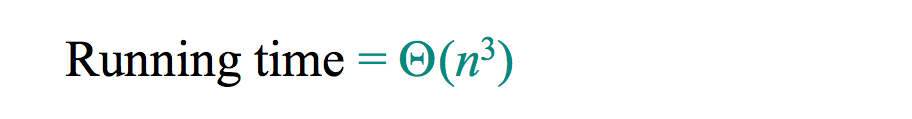 Running time = Θ(n³)